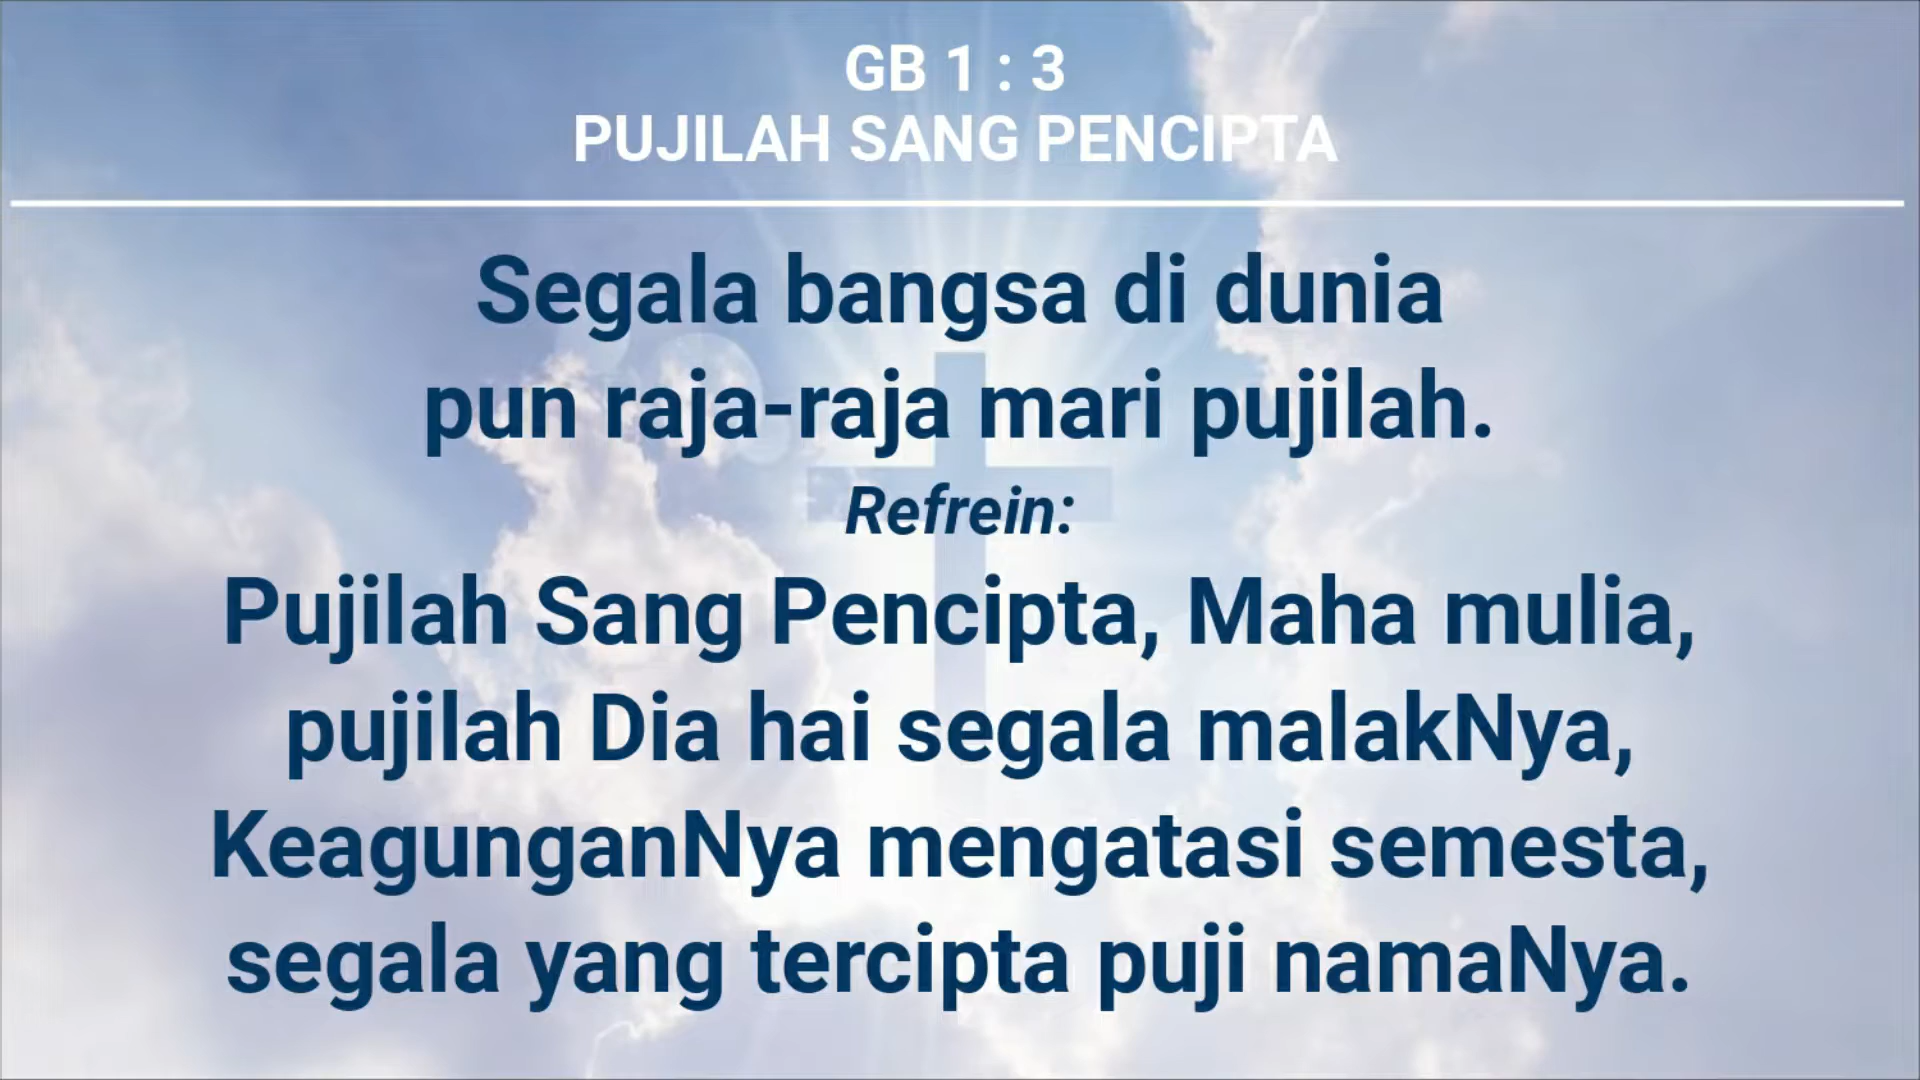 GB 1 : 3
PUJILAH SANG PENCIPTA
Segala bangsa di dunia
pun raja-raja mari pujilah.
Refrein:
Pujilah Sang Pencipta, Maha mulia,
pujilah Dia hai segala malakNya,
KeagunganNya mengatasi semesta,
segala yang tercipta puji namaNya.